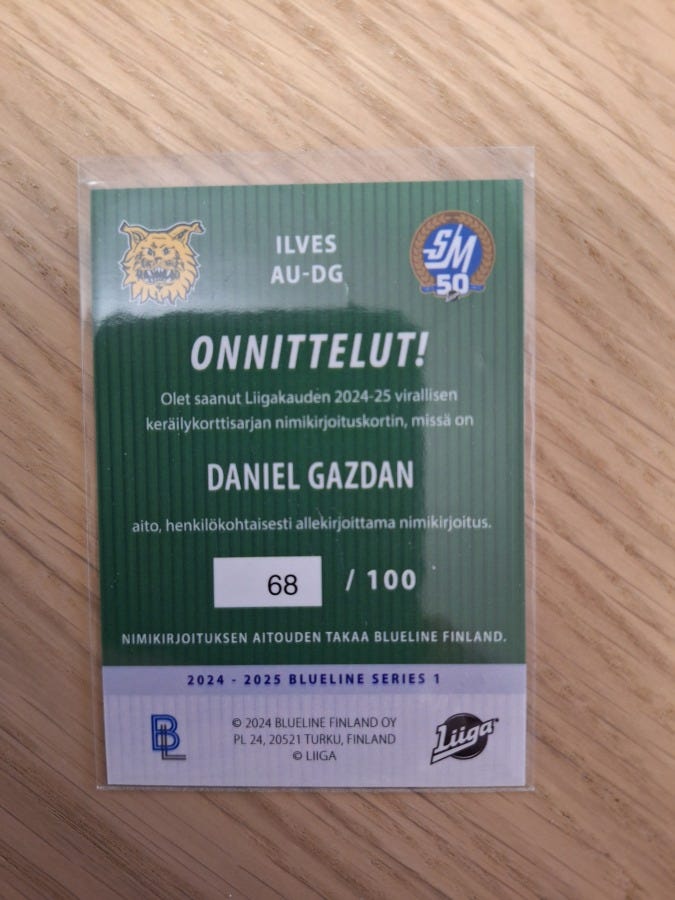 ILVES
AU-DG
SM
50
ONNITTELUT!
Olet saanut Liigakauden 2024-25 virallisen
keräilykorttisarjan nimikirjoituskortin, missä on
DANIEL GAZDAN
aito, henkilökohtaisesti allekirjoittama nimikirjoitus.
68 / 100
NIMIKIRJOITUKSEN AITOUDEN TAKAA BLUELINE FINLAND.
2024 - 2025 BLUELINE SERIES 1
BL
© 2024 BLUELINE FINLAND OY
PL 24, 20521 TURKU, FINLAND
© LIIGA
Liiga